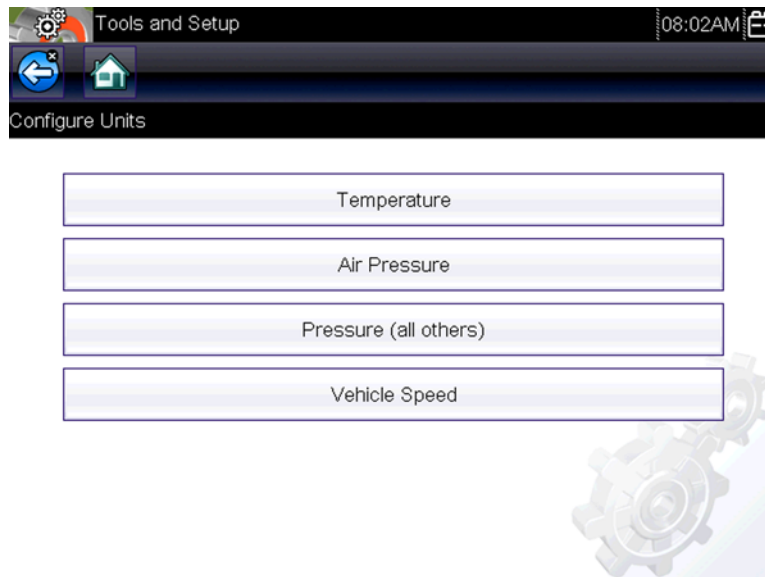 Tools and Setup
08:02AM
Configure Units
Temperature
Air Pressure
Pressure (all others)
Vehicle Speed